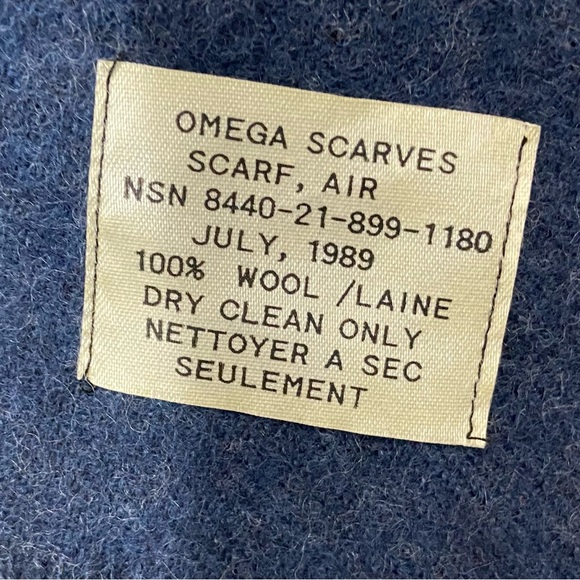 OMEGA SCARVES
SCARF, AIR
NSN 8440-21-899-1180
JULY, 1989
100% WOOL /LAINE
DRY CLEAN ONLY
NETTOYER A SEC
SEULEMENT